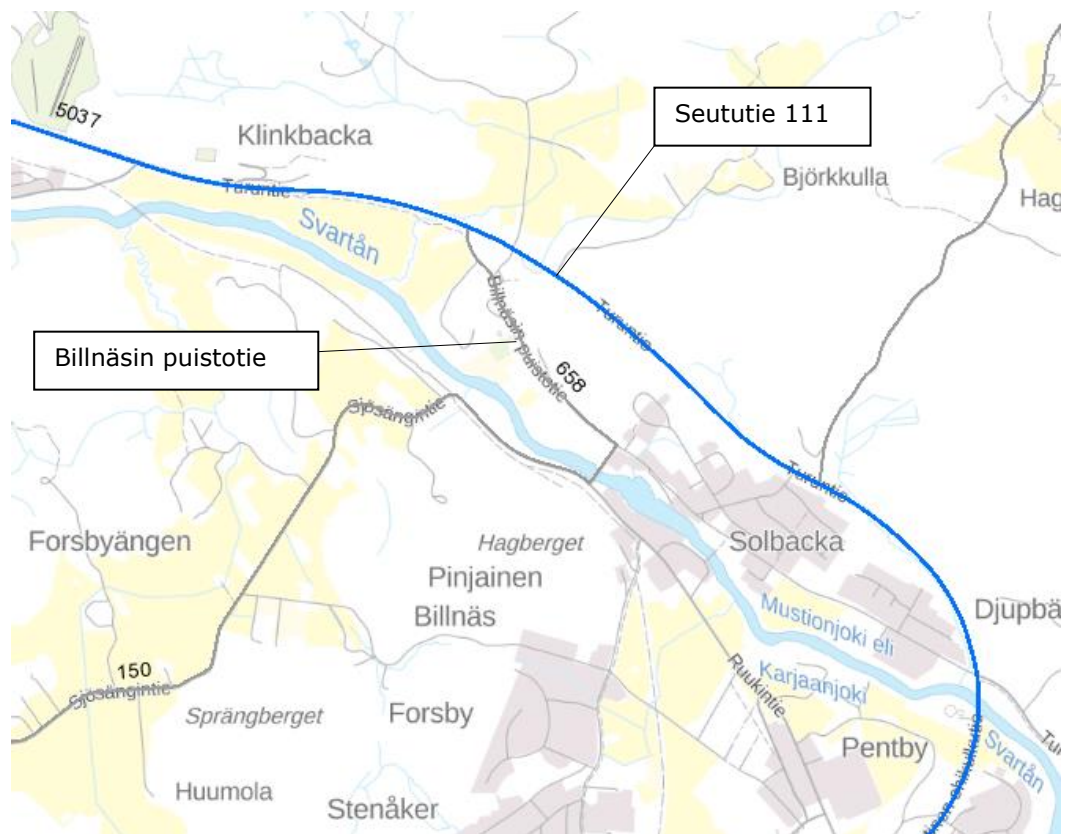 5037
Klinkbacka
Seututie 111
Björkkulla
Hag
Turuntie
Svartån
Turuntie
Billnäsin puistotie
Billnäsin puistotie
658
Sjösängintie
Turuntie
Forsbyängen
Hagberget
Solbacka
Pinjainen
Billnäs
Mustionjoki eli
Djupbä
Karjaanjoki
Ruukintie
150
Sjösängintie
Sprängberget
Forsby
Pentby
Svartån
Huumola
Stenåker